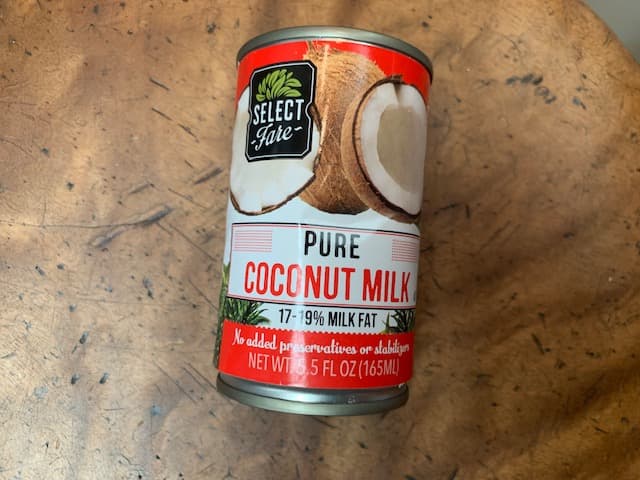 SELECT
-Fare-
PURE
COCONUT MILK
17-19% MILK FAT
No added preservatives or stabilizers
NET WT. 5.5 FL OZ (165ML)